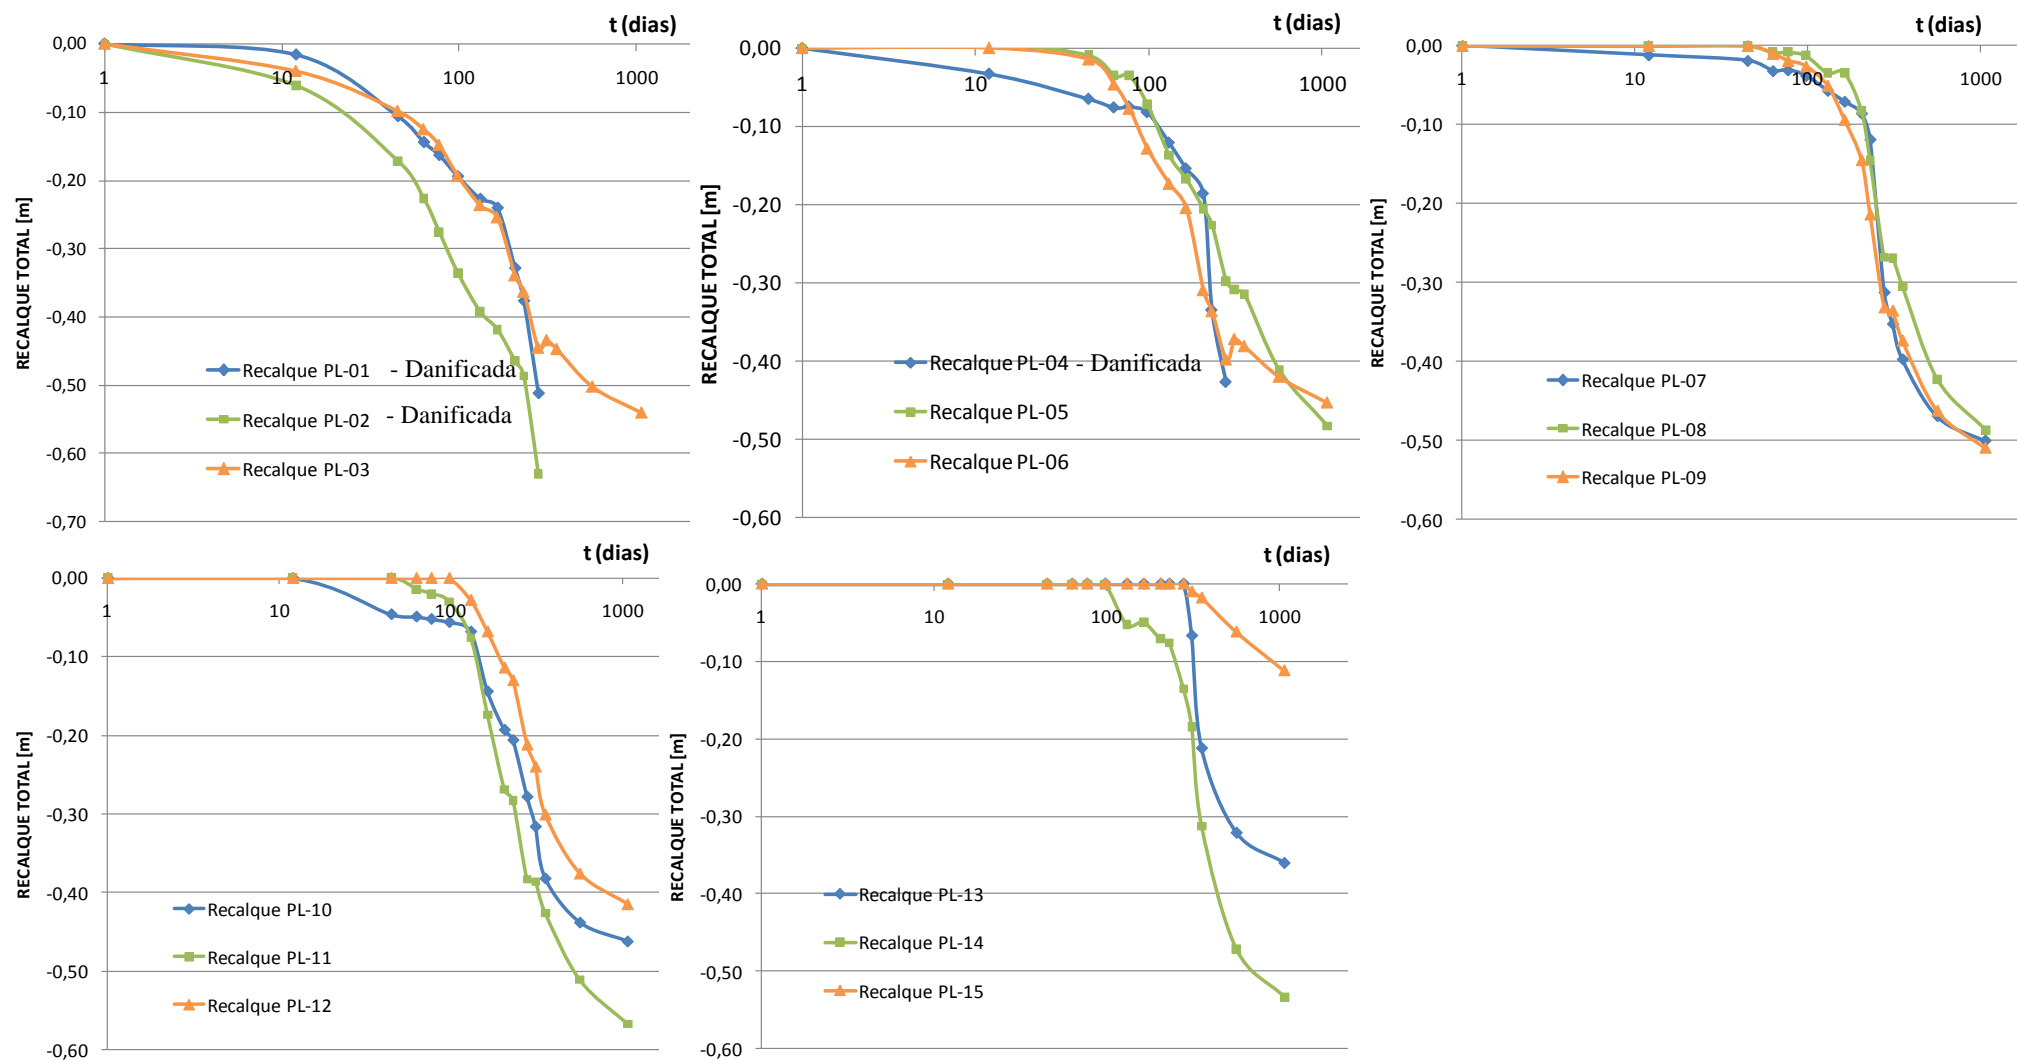 t (dias)
0,00
1
10
100
1000
-0,10
-0,20
-0,30
-0,40
-0,50
-0,60
-0,70
RECALQUE TOTAL [m]
Recalque PL-01 - Danificada
Recalque PL-02 - Danificada
Recalque PL-03
t (dias)
0,00
1
10
100
1000
-0,10
-0,20
-0,30
-0,40
-0,50
-0,60
RECALQUE TOTAL [m]
Recalque PL-04 - Danificada
Recalque PL-05
Recalque PL-06
t (dias)
0,00
1
10
100
1000
-0,10
-0,20
-0,30
-0,40
-0,50
-0,60
RECALQUE TOTAL [m]
Recalque PL-07
Recalque PL-08
Recalque PL-09
t (dias)
0,00
1
10
100
1000
-0,10
-0,20
-0,30
-0,40
-0,50
-0,60
RECALQUE TOTAL [m]
Recalque PL-10
Recalque PL-11
Recalque PL-12
t (dias)
0,00
1
10
100
1000
-0,10
-0,20
-0,30
-0,40
-0,50
-0,60
RECALQUE TOTAL [m]
Recalque PL-13
Recalque PL-14
Recalque PL-15